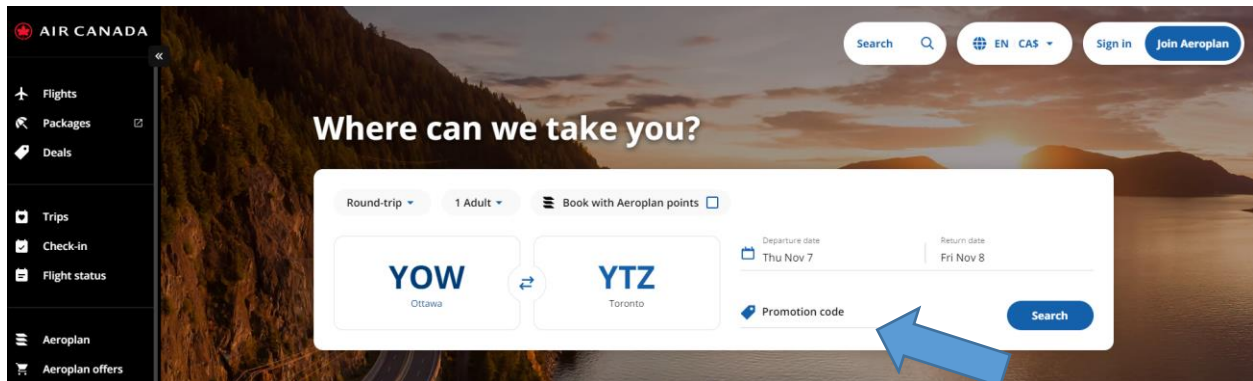 AIR CANADA
«
Flights
Packages
Deals
Trips
Check-in
Flight status
Aeroplan
Aeroplan offers
Search
EN CA$
Sign in
Join Aeroplan
Where can we take you?
Round-trip
1 Adult
Book with Aeroplan points
YOW
Ottawa
YTZ
Toronto
Departure date
Thu Nov 7
Return date
Fri Nov 8
Promotion code
Search